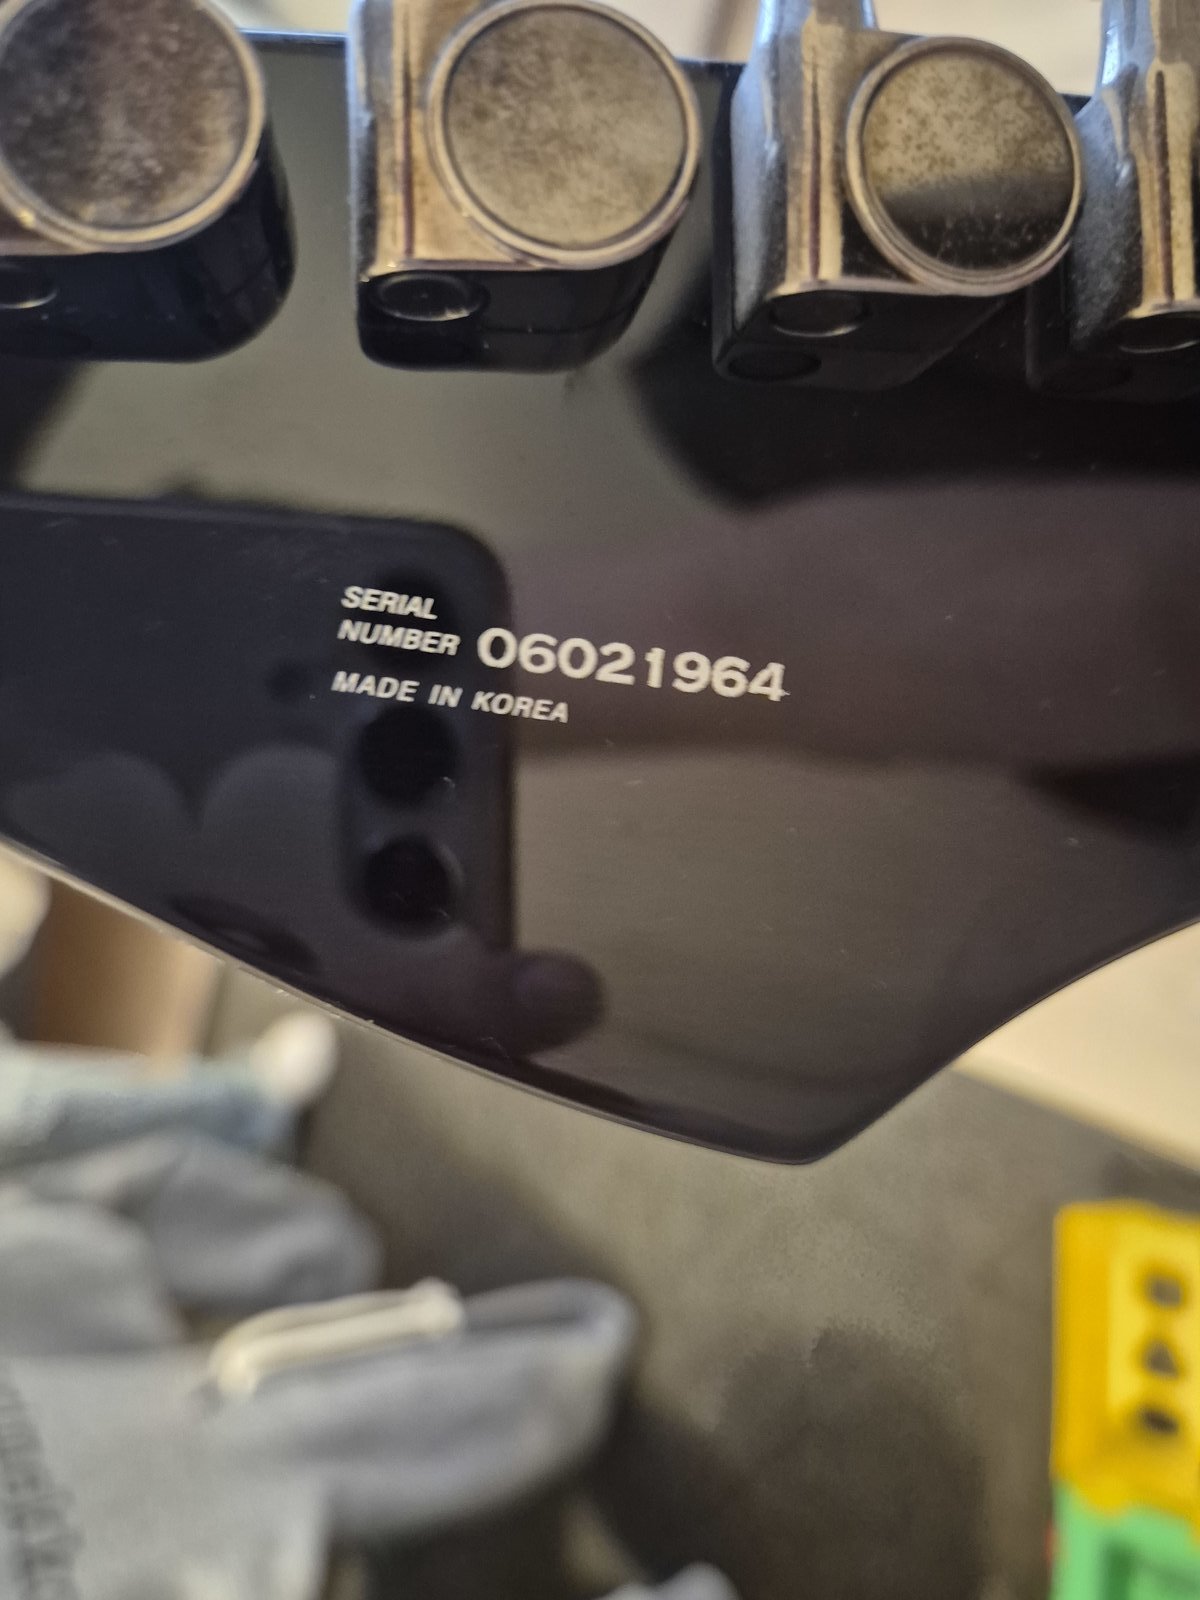 SERIAL
NUMBER 06021964
MADE IN KOREA